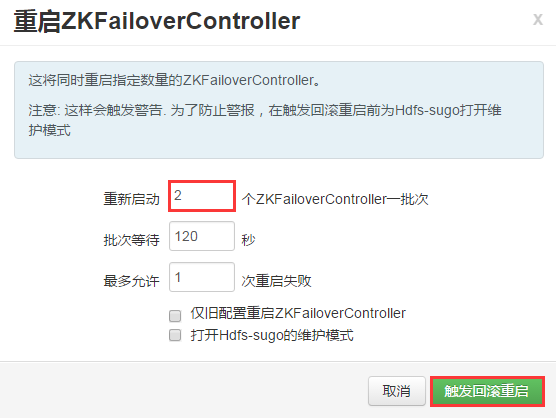 重启ZKFailoverController
x
这将同时重启指定数量的ZKFailoverController。
注意: 这样会触发警告. 为了防止警报，在触发回滚重启前为Hdfs-sugo打开维
护模式
重新启动 2 个ZKFailoverController一批次
批次等待 120 秒
最多允许 1 次重启失败
仅旧配置重启ZKFailoverController
打开Hdfs-sugo的维护模式
取消 触发回滚重启